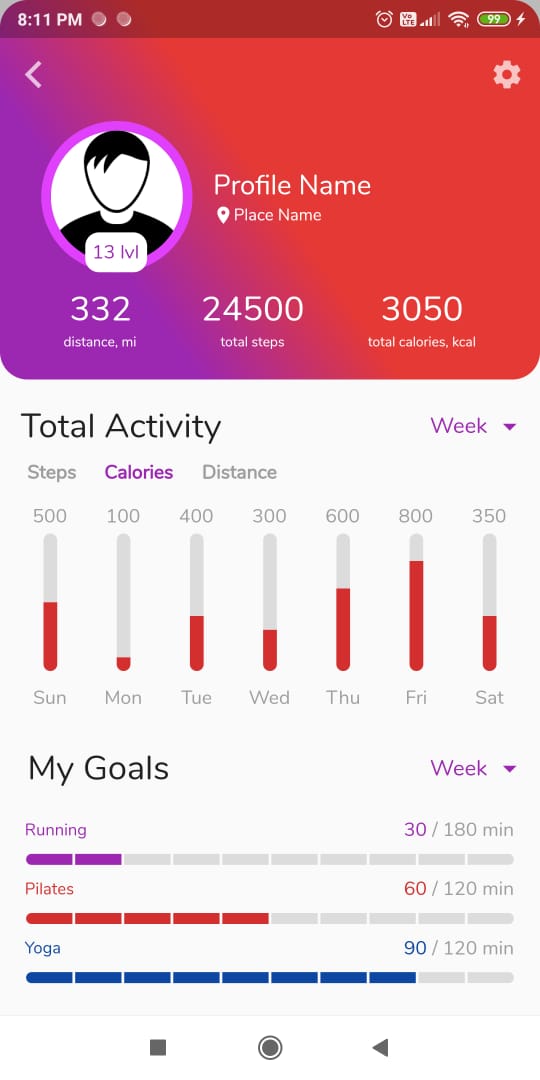 8:11 PM Vo LTE 99
Profile Name
Place Name
13 lvl
332 24500 3050
distance, mi total steps total calories, kcal
Total Activity Week
Steps Calories Distance
500 100 400 300 600 800 350
Sun Mon Tue Wed Thu Fri Sat
My Goals Week
Running 30 / 180 min
Pilates 60 / 120 min
Yoga 90 / 120 min